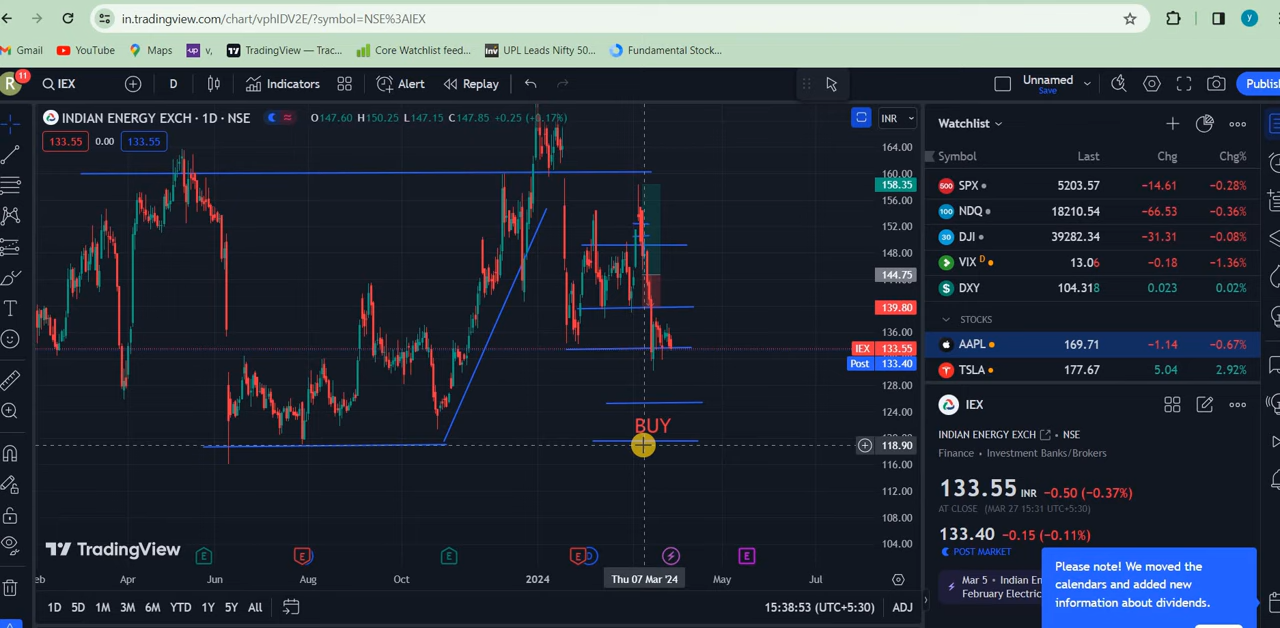 in.tradingview.com/chart/vphIDV2E/?symbol=NSE%3AIEX
Gmail YouTube Maps up v, TradingView — Trac... Core Watchlist feed... Inv UPL Leads Nifty 50... Fundamental Stock...
R 11 IEX D Indicators Alert Replay Unnamed Save Publish
INDIAN ENERGY EXCH · 1D · NSE O147.60 H150.25 L147.15 C147.85 +0.25 (+0.17%) INR
133.55 0.00 133.55
164.00
160.00
158.35
156.00
152.00
148.00
144.75
139.80
136.00
IEX 133.55
Post 133.40
128.00
124.00
BUY
118.90
116.00
112.00
108.00
104.00
TradingView
E E E E D E
eb Apr Jun Aug Oct 2024 Thu 07 Mar '24 May Jul
1D 5D 1M 3M 6M YTD 1Y 5Y All 15:38:53 (UTC+5:30) ADJ
Watchlist
Symbol Last Chg Chg%
500 SPX 5203.57 −14.61 −0.28%
100 NDQ 18210.54 −66.53 −0.36%
30 DJI 39282.34 −31.31 −0.08%
VIX D 13.06 −0.18 −1.36%
$ DXY 104.318 0.023 0.02%
STOCKS
AAPL 169.71 −1.14 −0.67%
TSLA 177.67 5.04 2.92%
IEX
INDIAN ENERGY EXCH • NSE
Finance • Investment Banks/Brokers
133.55 INR −0.50 (−0.37%)
AT CLOSE (MAR 27 15:31 UTC+5:30)
133.40 −0.15 (−0.11%)
POST MARKET
Mar 5 • Indian En
February Electric
Please note! We moved the
calendars and added new
information about dividends.